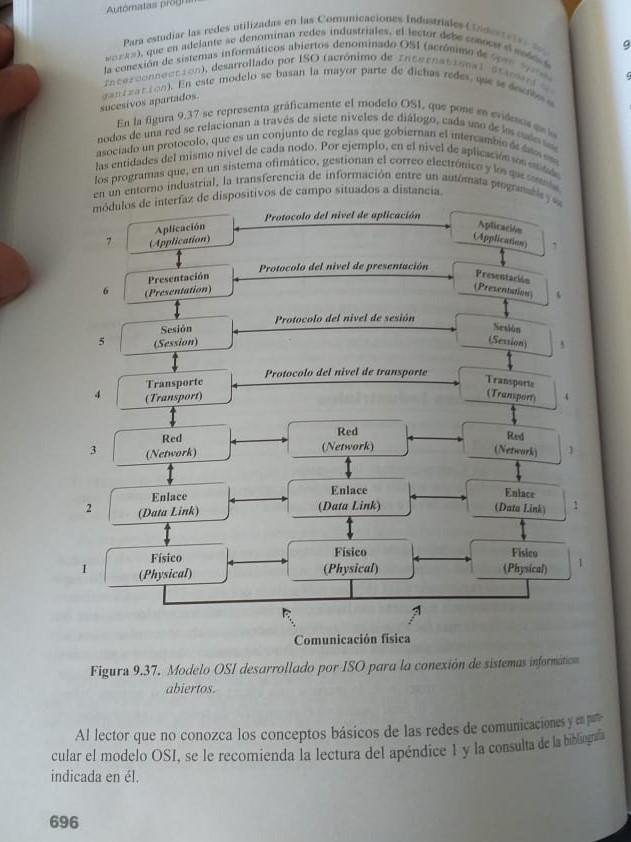 Autómatas
Para estudiar las redes utilizadas en las Comunicaciones Industriales (Industrial
works), que en adelante se denominan redes industriales, el lector debe conocer el modelo de
la conexión de sistemas informáticos abiertos denominado OSI (acrónimo de Open Systems
Interconnection), desarrollado por ISO (acrónimo de International Standard Or-
ganization). En este modelo se basan la mayor parte de dichas redes, que se describen en
sucesivos apartados.
En la figura 9.37 se representa gráficamente el modelo OSI, que pone en evidencia que los
nodos de una red se relacionan a través de siete niveles de diálogo, cada uno de los cuales tiene
asociado un protocolo, que es un conjunto de reglas que gobiernan el intercambio de datos entre
las entidades del mismo nivel de cada nodo. Por ejemplo, en el nivel de aplicación son entidades
los programas que, en un sistema ofimático, gestionan el correo electrónico y los que controlan,
en un entorno industrial, la transferencia de información entre un autómata programable y sus
módulos de interfaz de dispositivos de campo situados a distancia.
7 Aplicación Protocolo del nivel de aplicación Aplicación 7
(Application) (Application)
6 Presentación Protocolo del nivel de presentación Presentación 6
(Presentation) (Presentation)
5 Sesión Protocolo del nivel de sesión Sesión 5
(Session) (Session)
4 Transporte Protocolo del nivel de transporte Transporte 4
(Transport) (Transport)
3 Red Red Red 3
(Network) (Network) (Network)
2 Enlace Enlace Enlace 2
(Data Link) (Data Link) (Data Link)
1 Físico Físico Físico 1
(Physical) (Physical) (Physical)
Comunicación física
Figura 9.37. Modelo OSI desarrollado por ISO para la conexión de sistemas informáticos
abiertos.
Al lector que no conozca los conceptos básicos de las redes de comunicaciones y en parti-
cular el modelo OSI, se le recomienda la lectura del apéndice 1 y la consulta de la bibliografía
indicada en él.
696